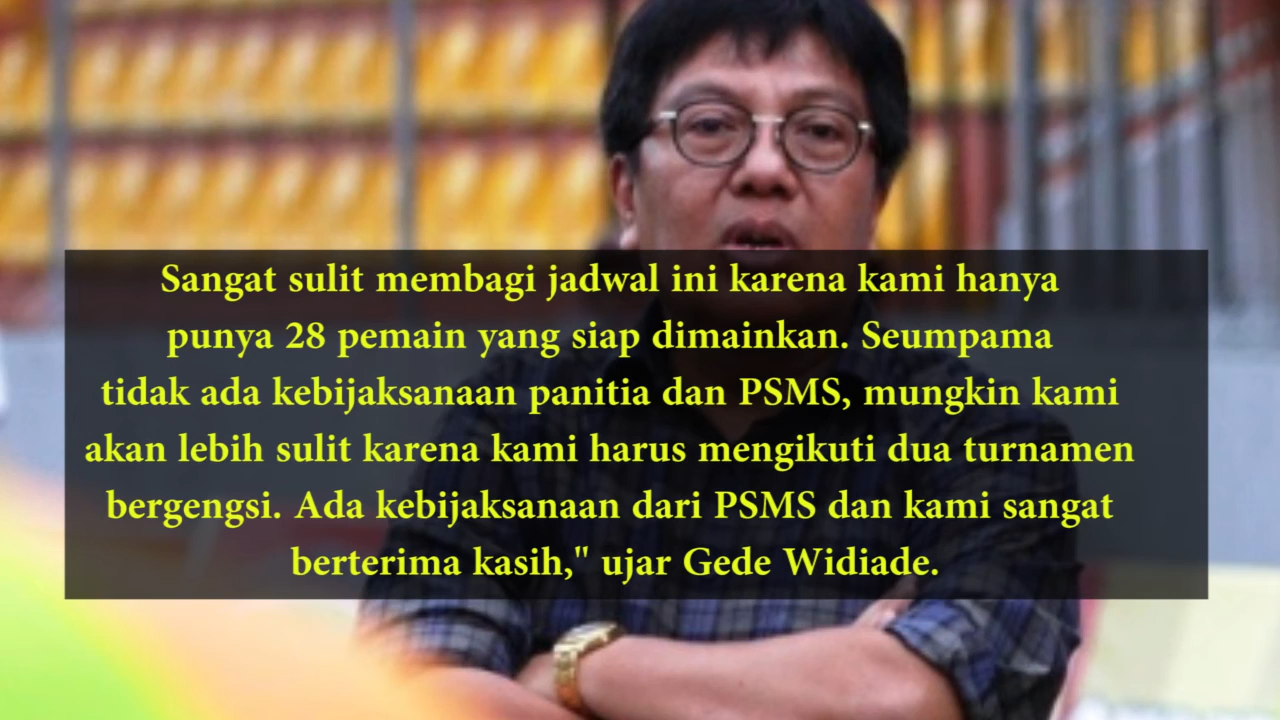 Sangat sulit membagi jadwal ini karena kami hanya
punya 28 pemain yang siap dimainkan. Seumpama
tidak ada kebijaksanaan panitia dan PSMS, mungkin kami
akan lebih sulit karena kami harus mengikuti dua turnamen
bergengsi. Ada kebijaksanaan dari PSMS dan kami sangat
berterima kasih," ujar Gede Widiade.